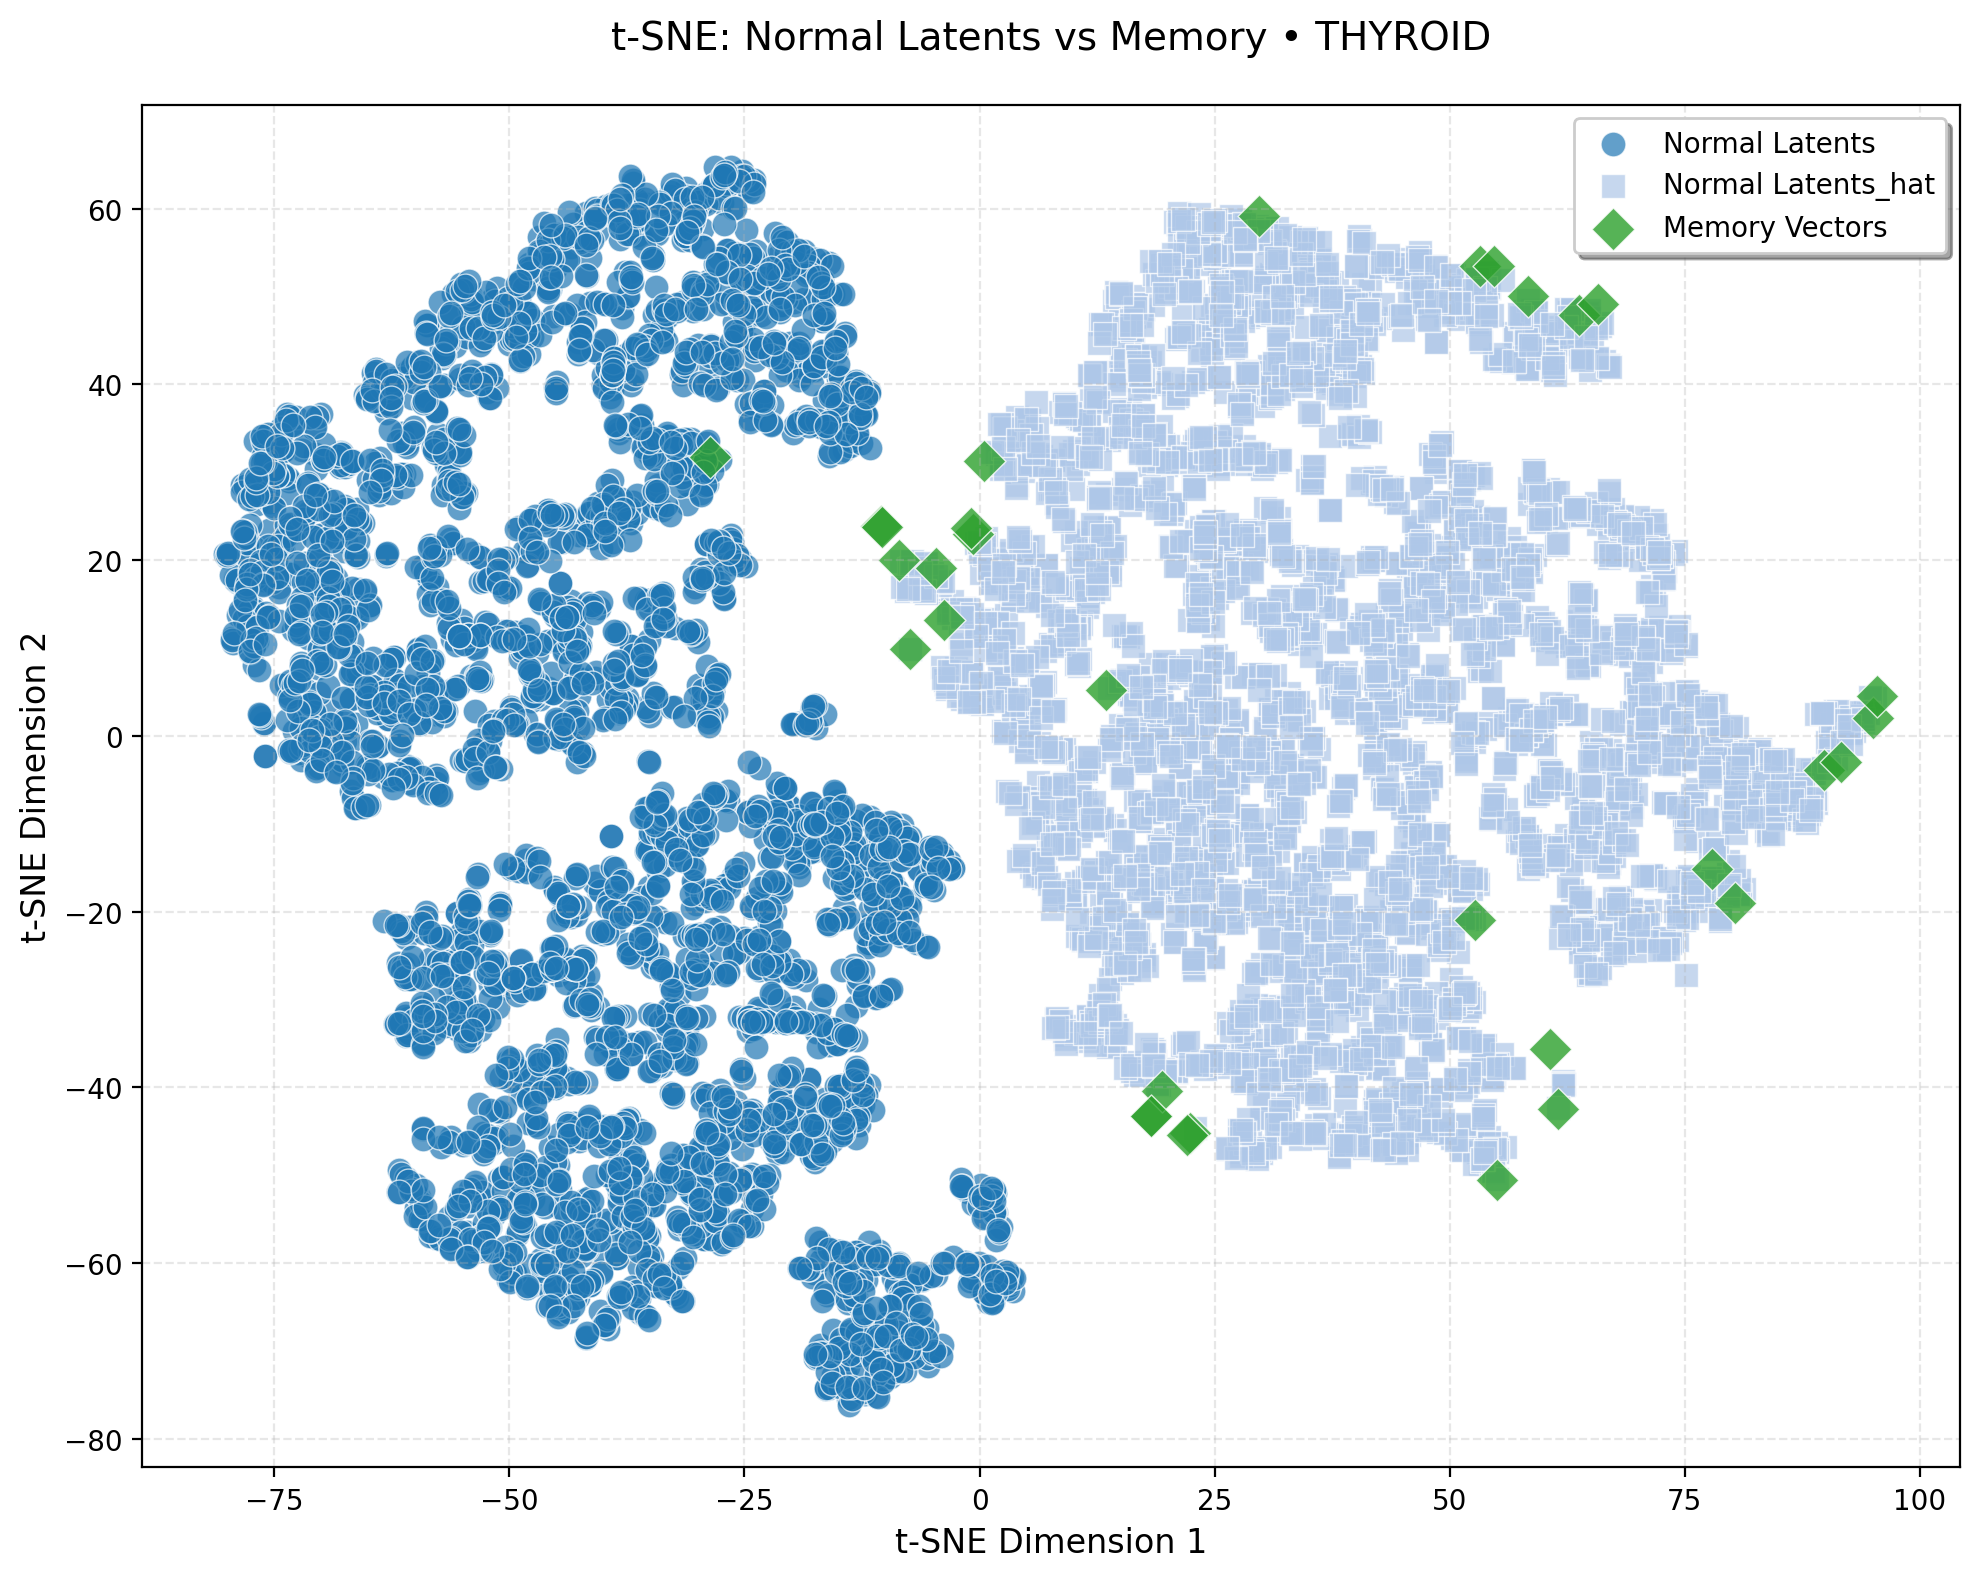 t-SNE: Normal Latents vs Memory • THYROID
Normal Latents
Normal Latents_hat
Memory Vectors
t-SNE Dimension 2
60
40
20
0
−20
−40
−60
−80
−75
−50
−25
0
25
50
75
100
t-SNE Dimension 1